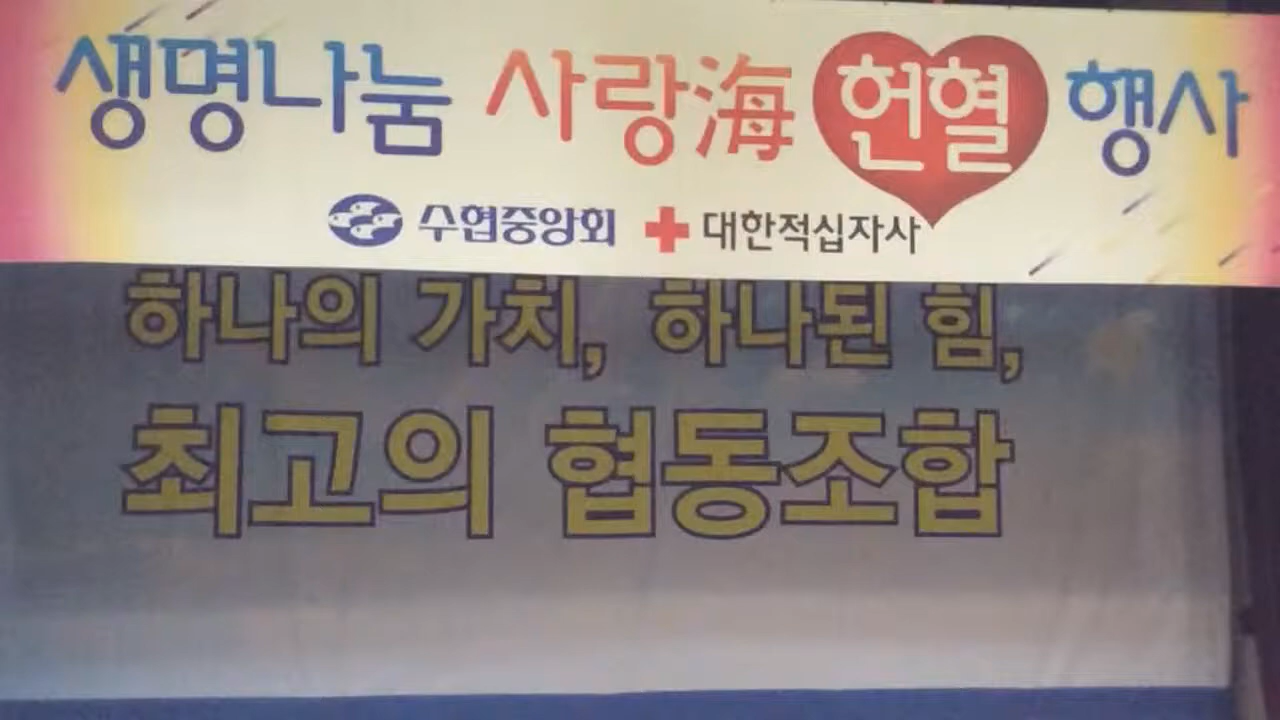 생명나눔 사랑海 헌혈 행사
수협중앙회 대한적십자사
하나의 가치, 하나된 힘,
최고의 협동조합